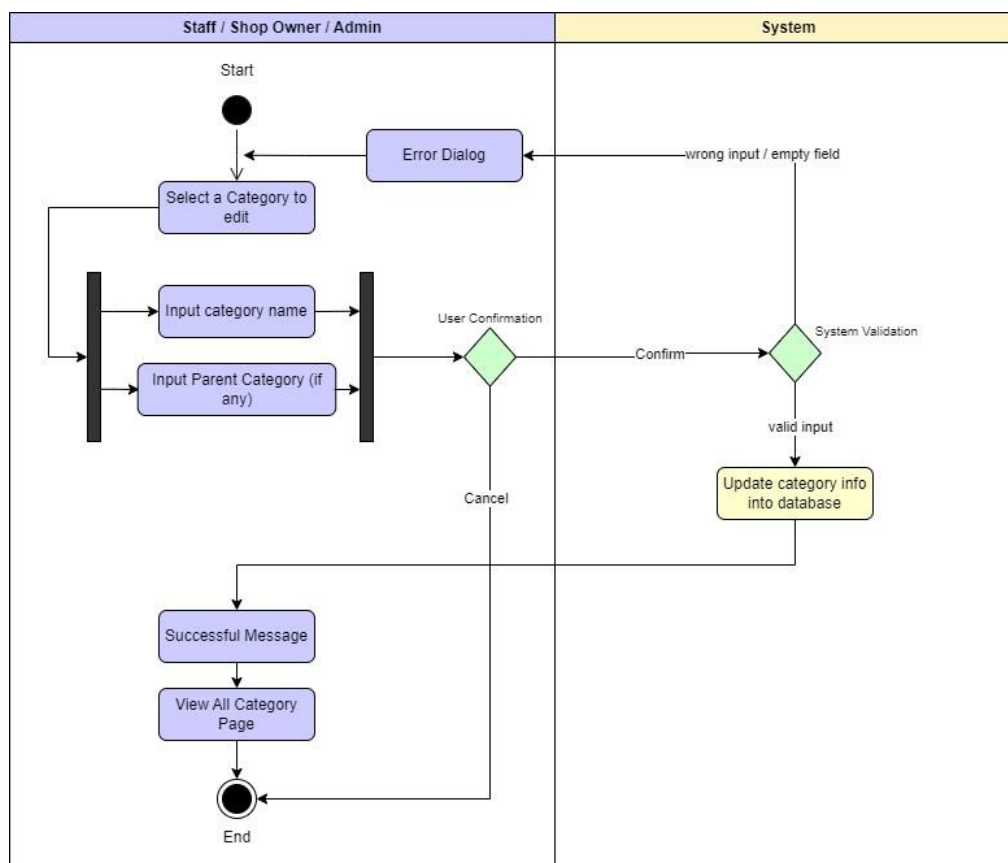 Staff / Shop Owner / Admin
System
Start
Error Dialog
wrong input / empty field
Select a Category to
edit
Input category name
User Confirmation
System Validation
Confirm
Input Parent Category (if
any)
valid input
Cancel
Update category info
into database
Successful Message
View All Category
Page
End